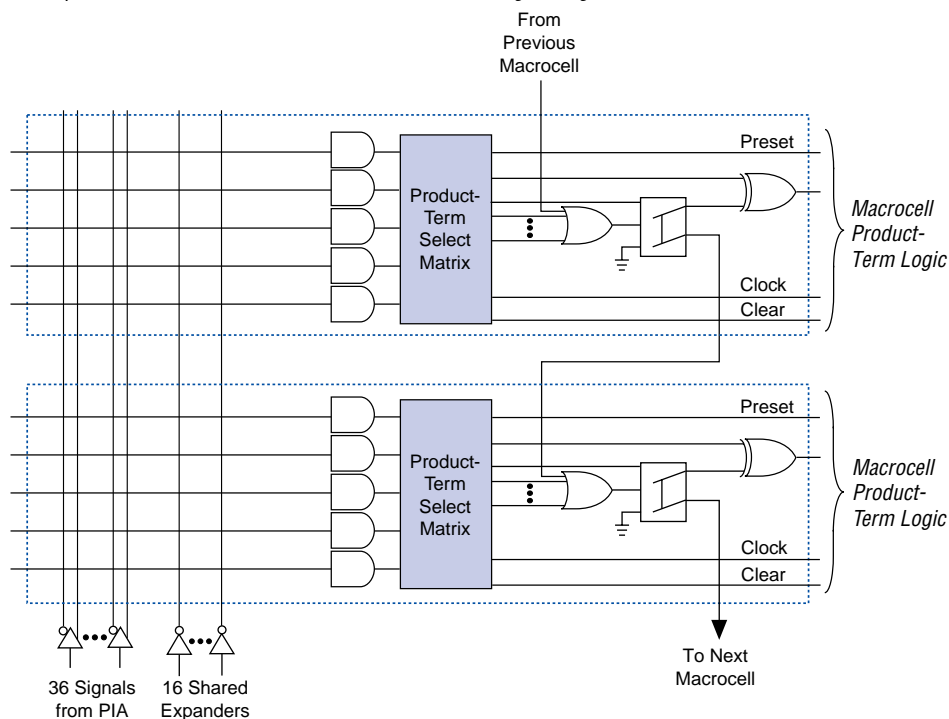 From
Previous
Macrocell
Preset
Product-
Term
Select
Matrix
Macrocell
Product-
Term Logic
Clock
Clear
Preset
Product-
Term
Select
Matrix
Macrocell
Product-
Term Logic
Clock
Clear
To Next
Macrocell
36 Signals
from PIA
16 Shared
Expanders